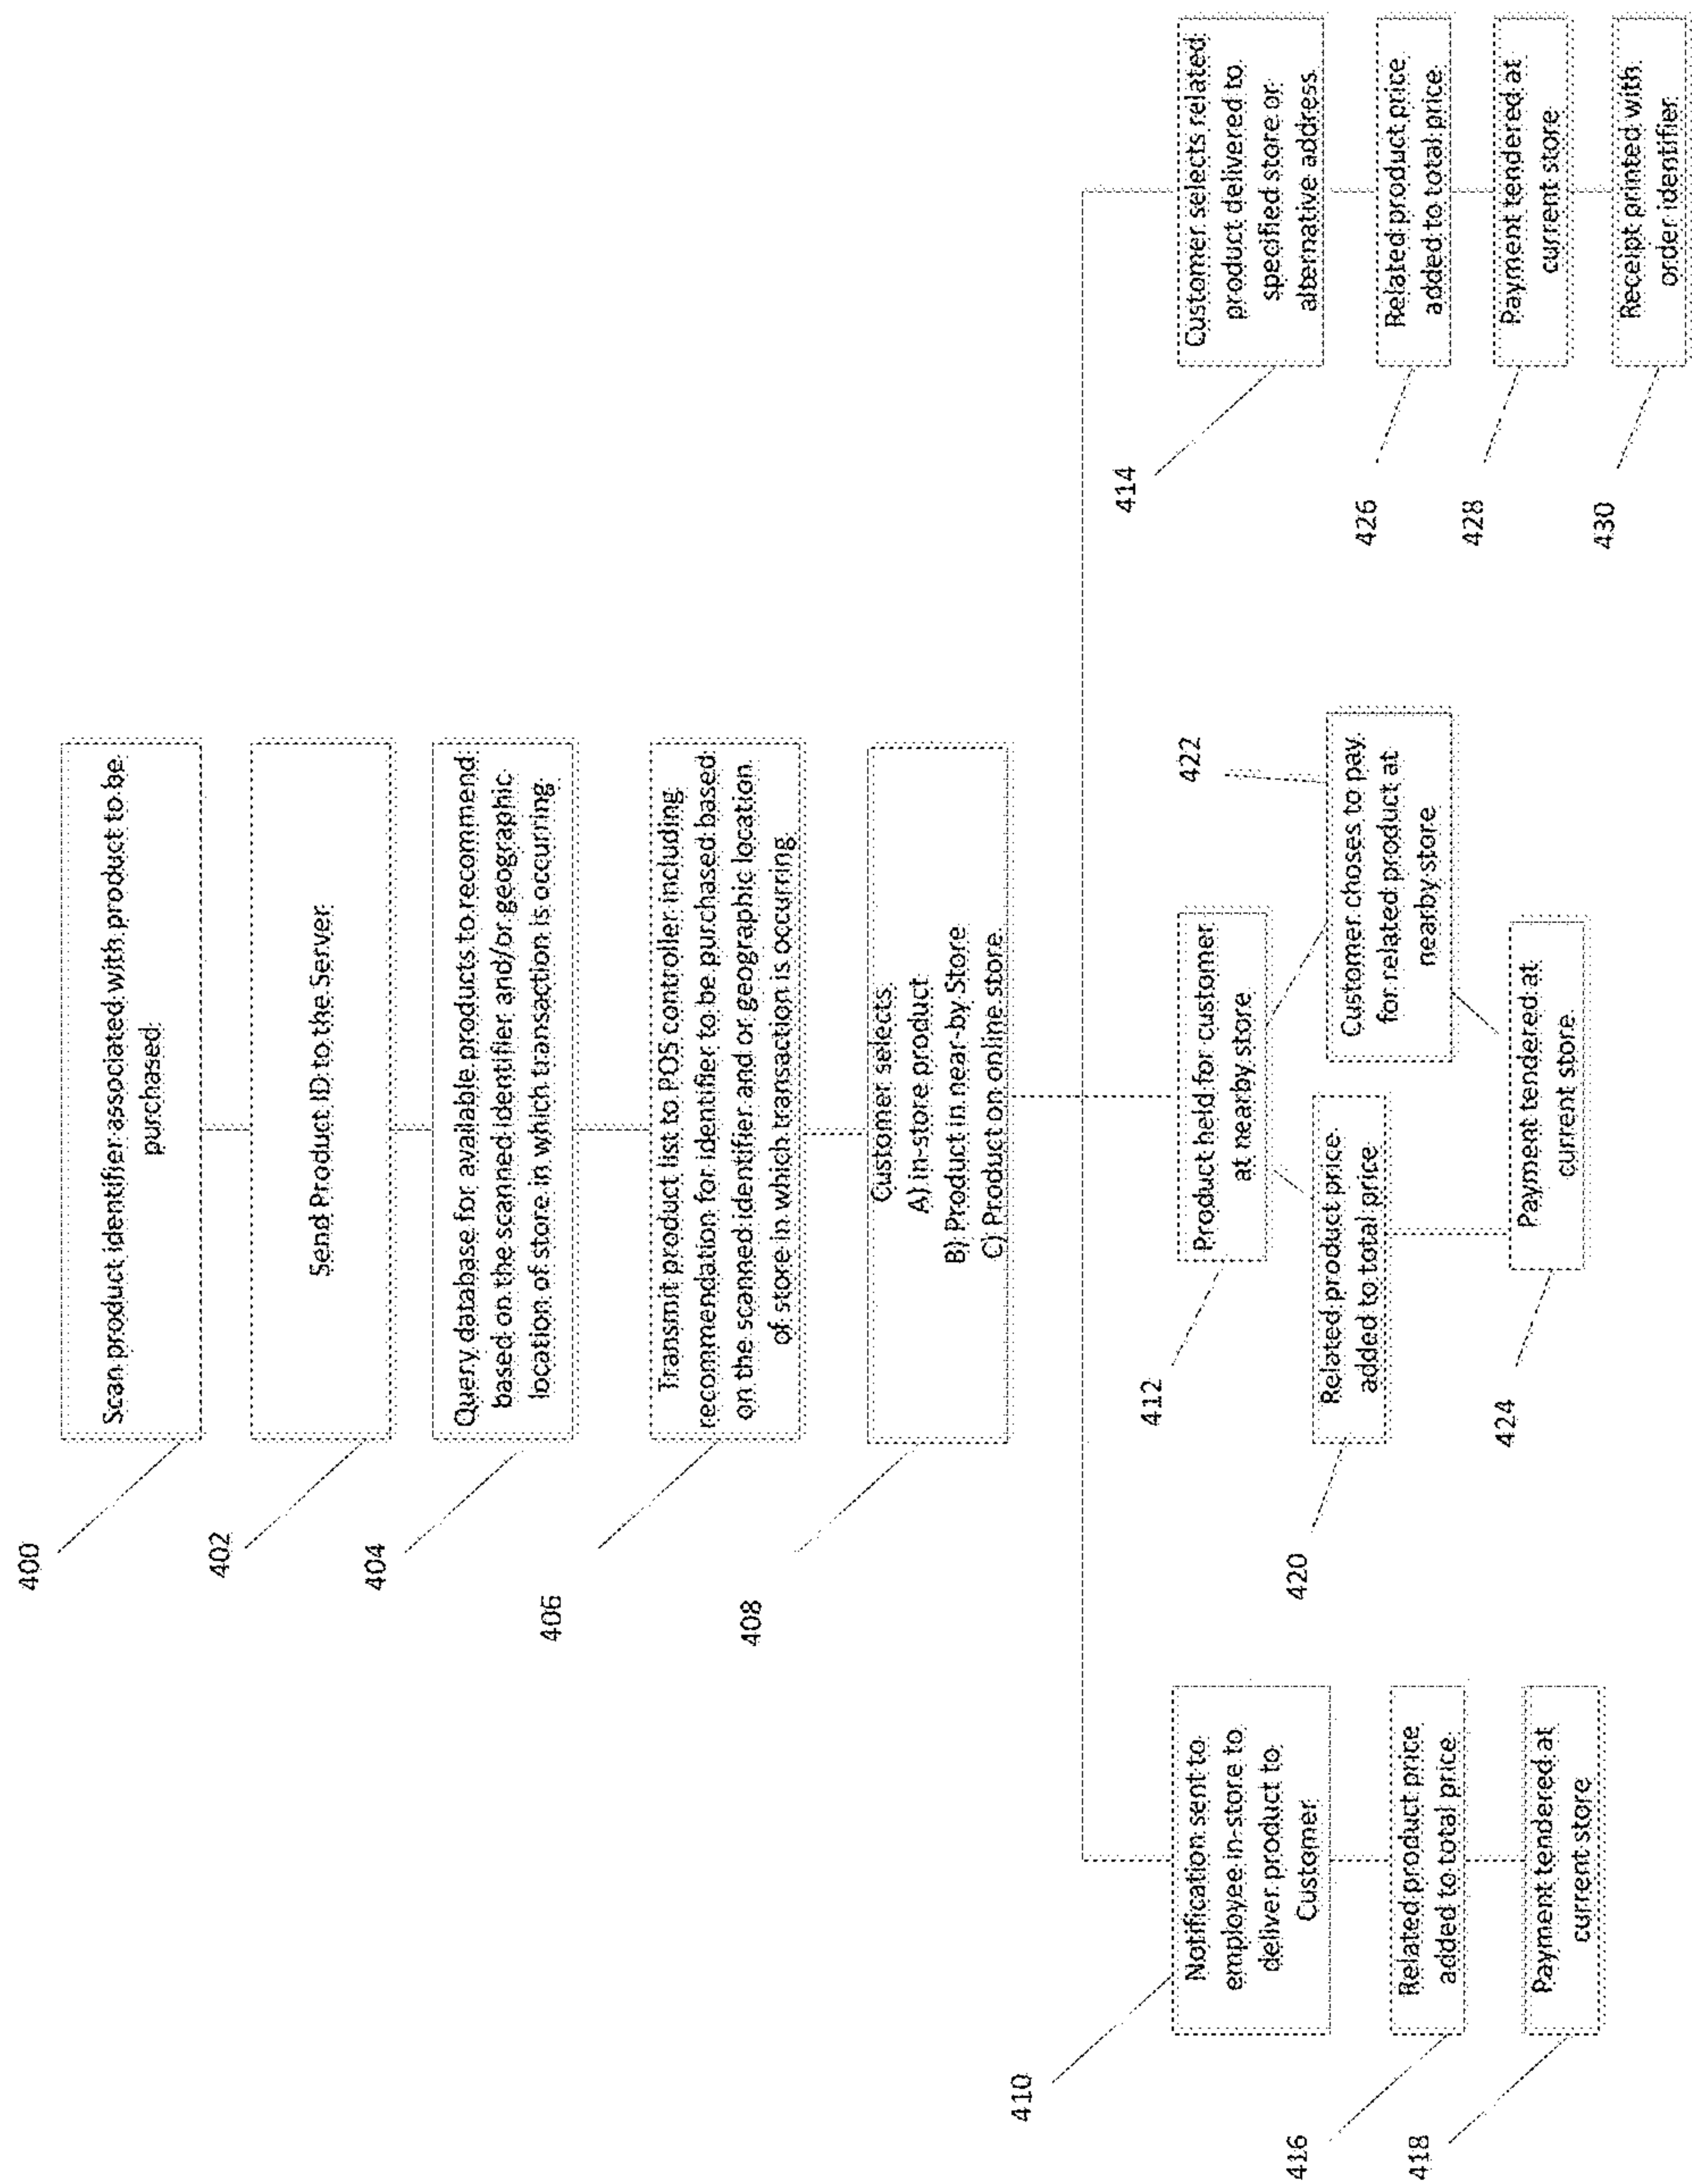 400
Scan product identifier associated with product to be
purchased
402
Send Product ID to the Server
404
Query database for available products to recommend
based on the scanned identifier and/or geographic
location of store in which transaction is occurring
406
Transmit product list to POS controller including
recommendation for identifier to be purchased based
on the scanned identifier and or geographic location
of store in which transaction is occurring
408
Customer selects
A) In-store product
B) Product in near-by Store
C) Product on online store
410
Notification sent to
employee in-store to
deliver product to
Customer
416
Related product price
added to total price
418
Payment tendered at
current store
412
Product held for customer
at nearby store
420
Related product price
added to total price
422
Customer choses to pay
for related product at
nearby store
424
Payment tendered at
current store
414
Customer selects related
product delivered to
specified store or
alternative address
426
Related product price
added to total price
428
Payment tendered at
current store
430
Receipt printed with
order identifier